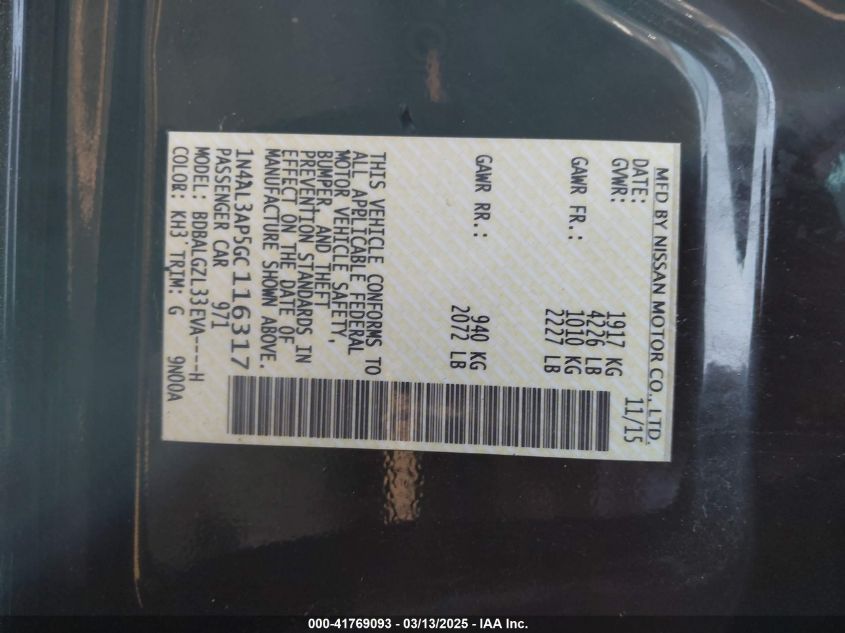 MFD BY NISSAN MOTOR CO., LTD.
DATE: 11/15
GVWR: 1917 KG
4226 LB
GAWR FR.: 1010 KG
2227 LB
GAWR RR.: 940 KG
2072 LB
THIS VEHICLE CONFORMS TO
ALL APPLICABLE FEDERAL
MOTOR VEHICLE SAFETY,
BUMPER, AND THEFT
PREVENTION STANDARDS IN
EFFECT ON THE DATE OF
MANUFACTURE SHOWN ABOVE.
1N4AL3AP5GC116317
PASSENGER CAR 971
MODEL: BDBALGZL33EVA----H
COLOR: KH3 TRIM: G 9N00A
000-41769093 - 03/13/2025 - IAA Inc.